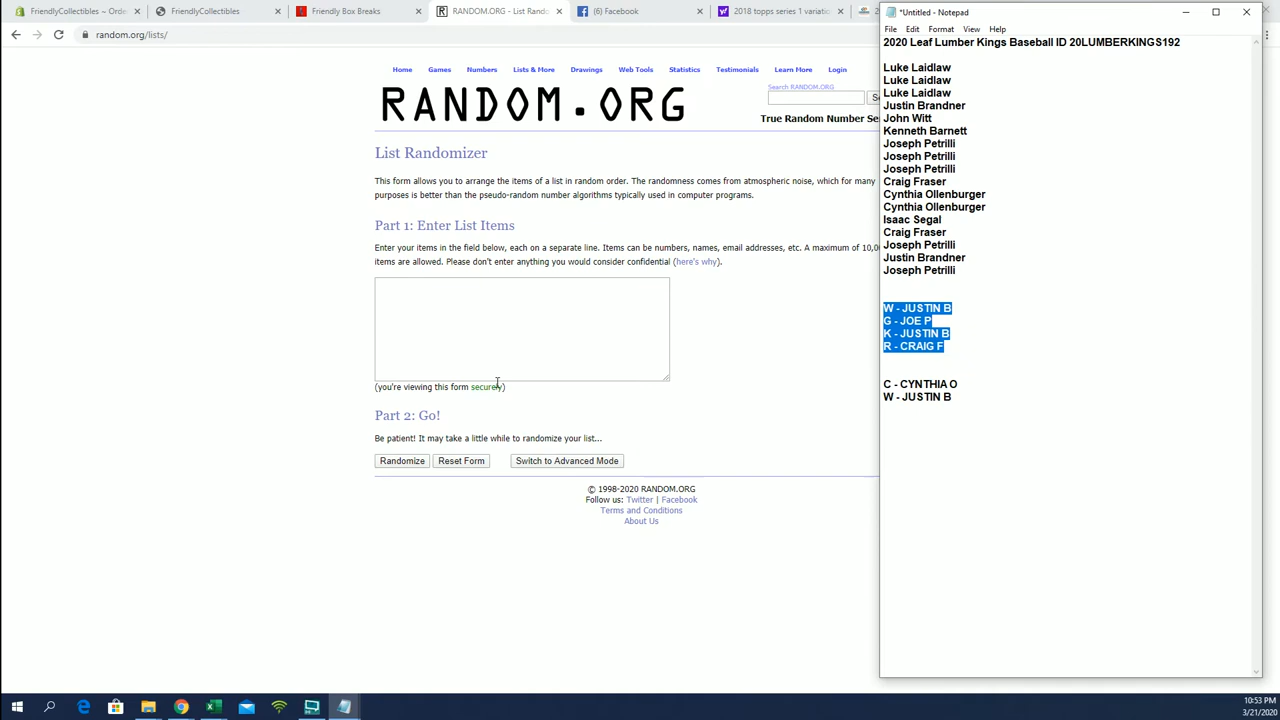 FriendlyCollectibles ~ Orde
FriendlyCollectibles
Friendly Box Breaks
RANDOM.ORG - List Rando
(6) Facebook
2018 topps series 1 variatio
random.org/lists/
Home Games Numbers Lists & More Drawings Web Tools Statistics Testimonials Learn More Login
Search RANDOM.ORG
RANDOM.ORG
True Random Number Se
List Randomizer
This form allows you to arrange the items of a list in random order. The randomness comes from atmospheric noise, which for many
purposes is better than the pseudo-random number algorithms typically used in computer programs.
Part 1: Enter List Items
Enter your items in the field below, each on a separate line. Items can be numbers, names, email addresses, etc. A maximum of 10,00
items are allowed. Please don't enter anything you would consider confidential (here's why).
(you're viewing this form securely)
Part 2: Go!
Be patient! It may take a little while to randomize your list...
Randomize Reset Form Switch to Advanced Mode
© 1998-2020 RANDOM.ORG
Follow us: Twitter | Facebook
Terms and Conditions
About Us
*Untitled - Notepad
File Edit Format View Help
2020 Leaf Lumber Kings Baseball ID 20LUMBERKINGS192
Luke Laidlaw
Luke Laidlaw
Luke Laidlaw
Justin Brandner
John Witt
Kenneth Barnett
Joseph Petrilli
Joseph Petrilli
Joseph Petrilli
Craig Fraser
Cynthia Ollenburger
Cynthia Ollenburger
Isaac Segal
Craig Fraser
Joseph Petrilli
Justin Brandner
Joseph Petrilli
W - JUSTIN B
G - JOE P
K - JUSTIN B
R - CRAIG F
C - CYNTHIA O
W - JUSTIN B
10:53 PM
3/21/2020